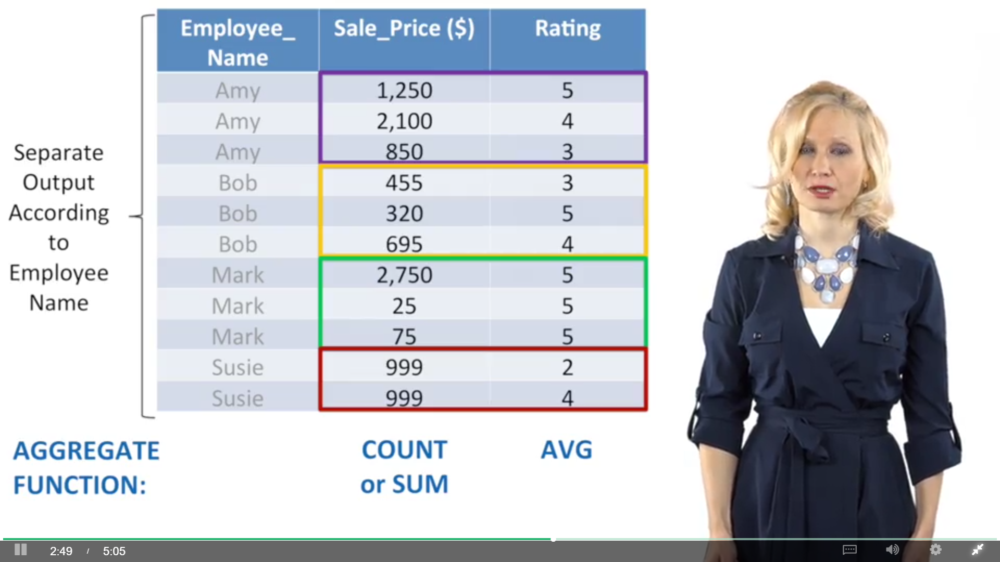 Separate
Output
According
to
Employee
Name
Employee_ Sale_Price ($) Rating
Name
Amy 1,250 5
Amy 2,100 4
Amy 850 3
Bob 455 3
Bob 320 5
Bob 695 4
Mark 2,750 5
Mark 25 5
Mark 75 5
Susie 999 2
Susie 999 4
AGGREGATE COUNT AVG
FUNCTION: or SUM
2:49 / 5:05